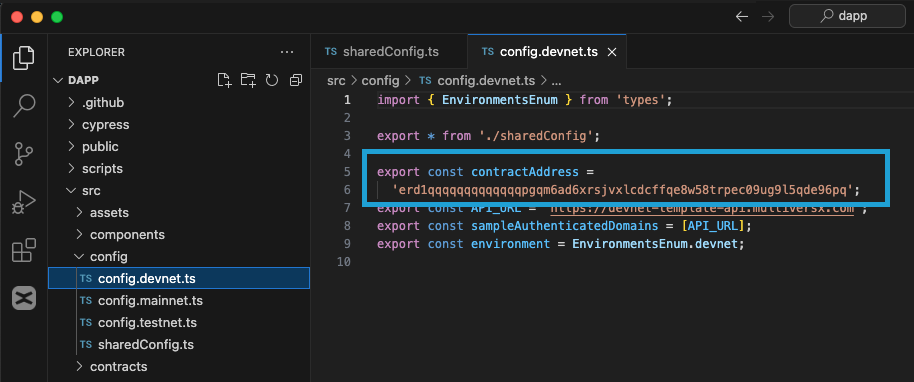 dapp
EXPLORER
DAPP
.github
cypress
public
scripts
src
assets
components
config
TS config.devnet.ts
TS config.mainnet.ts
TS config.testnet.ts
TS sharedConfig.ts
contracts
TS sharedConfig.ts
TS config.devnet.ts
src > config > TS config.devnet.ts > ...
1 import { EnvironmentsEnum } from 'types';
2
3 export * from './sharedConfig';
4
5 export const contractAddress =
6 'erd1qqqqqqqqqqqqqpgqm6ad6xrsjvxlcdcffqe8w58trpec09ug9l5qde96pq';
7 export const API_URL = 'https://devnet-template-api.multiversx.com';
8 export const sampleAuthenticatedDomains = [API_URL];
9 export const environment = EnvironmentsEnum.devnet;
10